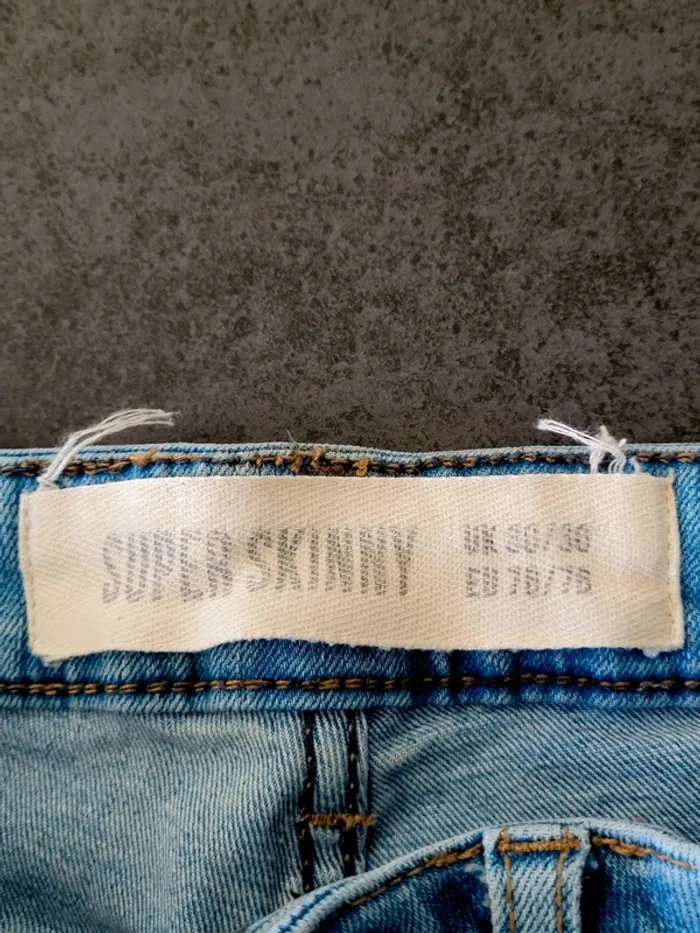 SUPER SKINNY
UK 30/30
EU 76/76